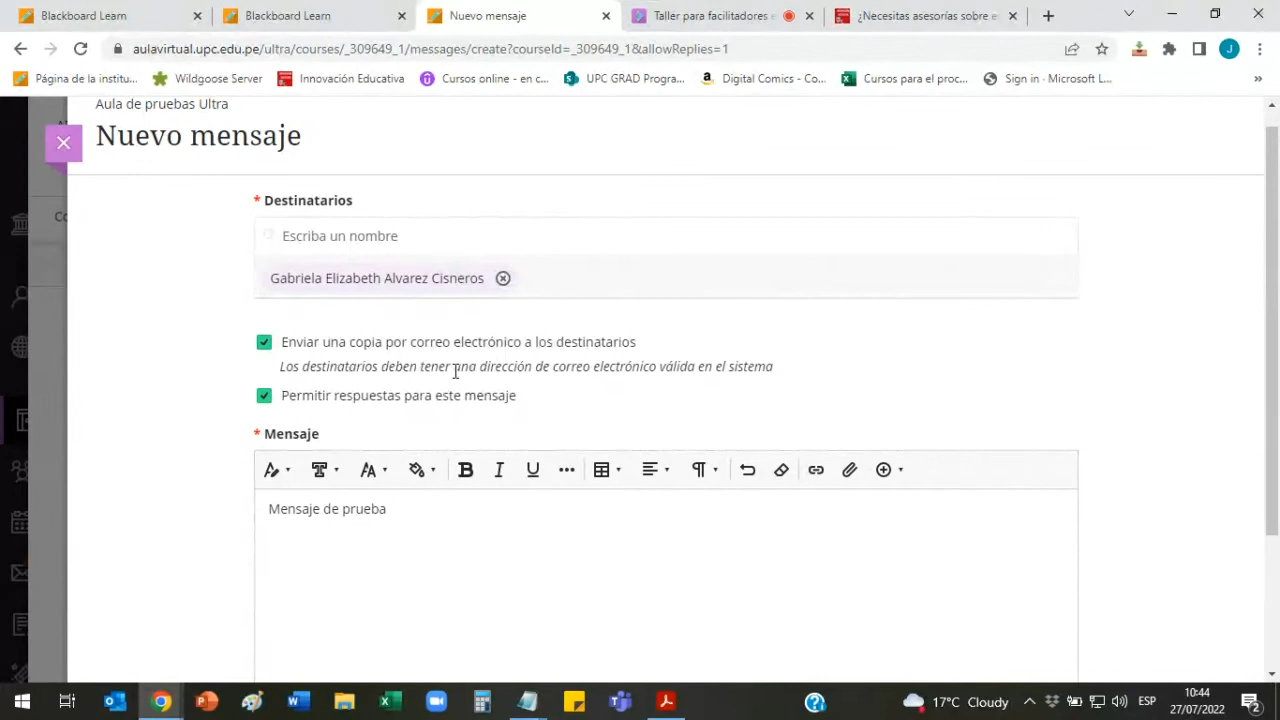 Blackboard Learn
Blackboard Learn
Nuevo mensaje
Taller para facilitadores e
¿Necesitas asesorías sobre e
aulavirtual.upc.edu.pe/ultra/courses/_309649_1/messages/create?courseId=_309649_1&allowReplies=1
J
Página de la institu...
Wildgoose Server
Innovación Educativa
Cursos online - en c...
UPC GRAD Progra...
Digital Comics - Co...
Cursos para el proc...
Sign in · Microsoft L...
»
Aula de pruebas Ultra
Nuevo mensaje
* Destinatarios
Escriba un nombre
Gabriela Elizabeth Alvarez Cisneros
Enviar una copia por correo electrónico a los destinatarios
Los destinatarios deben tener una dirección de correo electrónico válida en el sistema
Permitir respuestas para este mensaje
* Mensaje
Mensaje de prueba
17°C Cloudy
ESP
10:44
27/07/2022
2